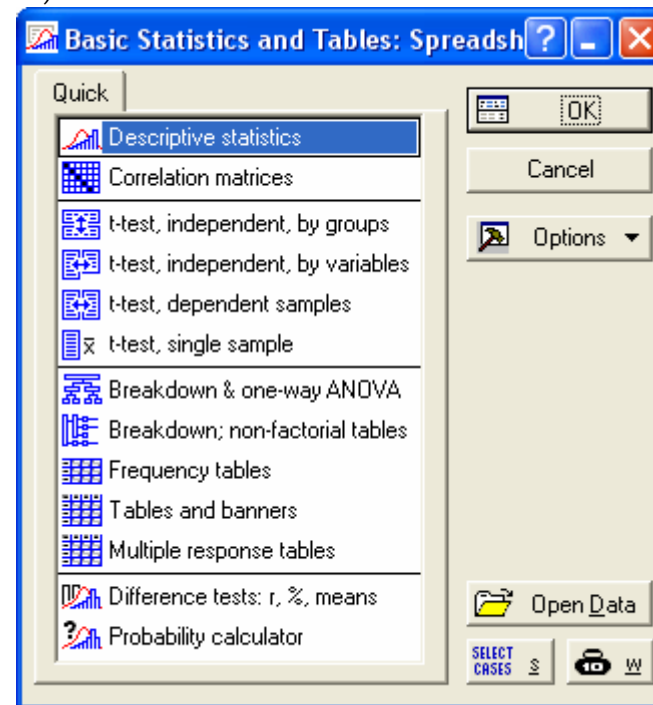 )
Basic Statistics and Tables: Spreadsh
Quick
Descriptive statistics
Correlation matrices
t-test, independent, by groups
t-test, independent, by variables
t-test, dependent samples
x t-test, single sample
Breakdown & one-way ANOVA
Breakdown; non-factorial tables
Frequency tables
Tables and banners
Multiple response tables
Difference tests: r, %, means
? Probability calculator
OK
Cancel
Options
Open Data
SELECT
CASES S
W